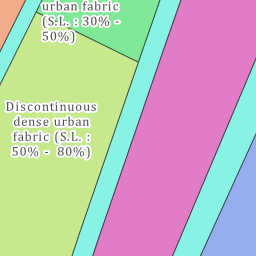 urban fabric
(S.L. : 30% -
50%)
Discontinuous
dense urban
fabric (S.L. :
50% - 80%)